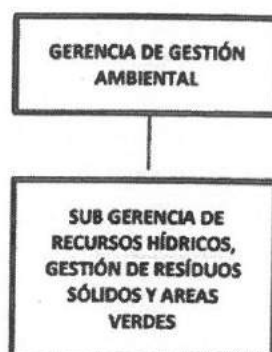 GERENCIA DE GESTIÓN
AMBIENTAL
SUB GERENCIA DE
RECURSOS HÍDRICOS,
GESTIÓN DE RESÍDUOS
SÓLIDOS Y AREAS
VERDES